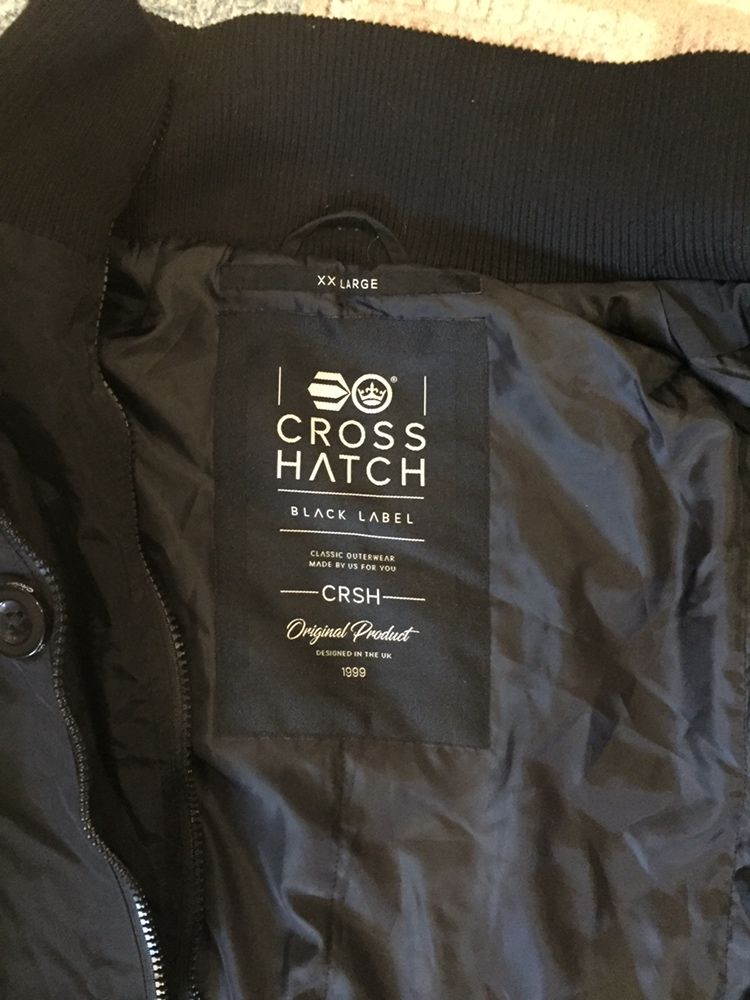 XX LARGE
®
CROSS
HATCH
BLACK LABEL
CLASSIC OUTERWEAR
MADE BY US FOR YOU
CRSH
Original Product
DESIGNED IN THE UK
1999